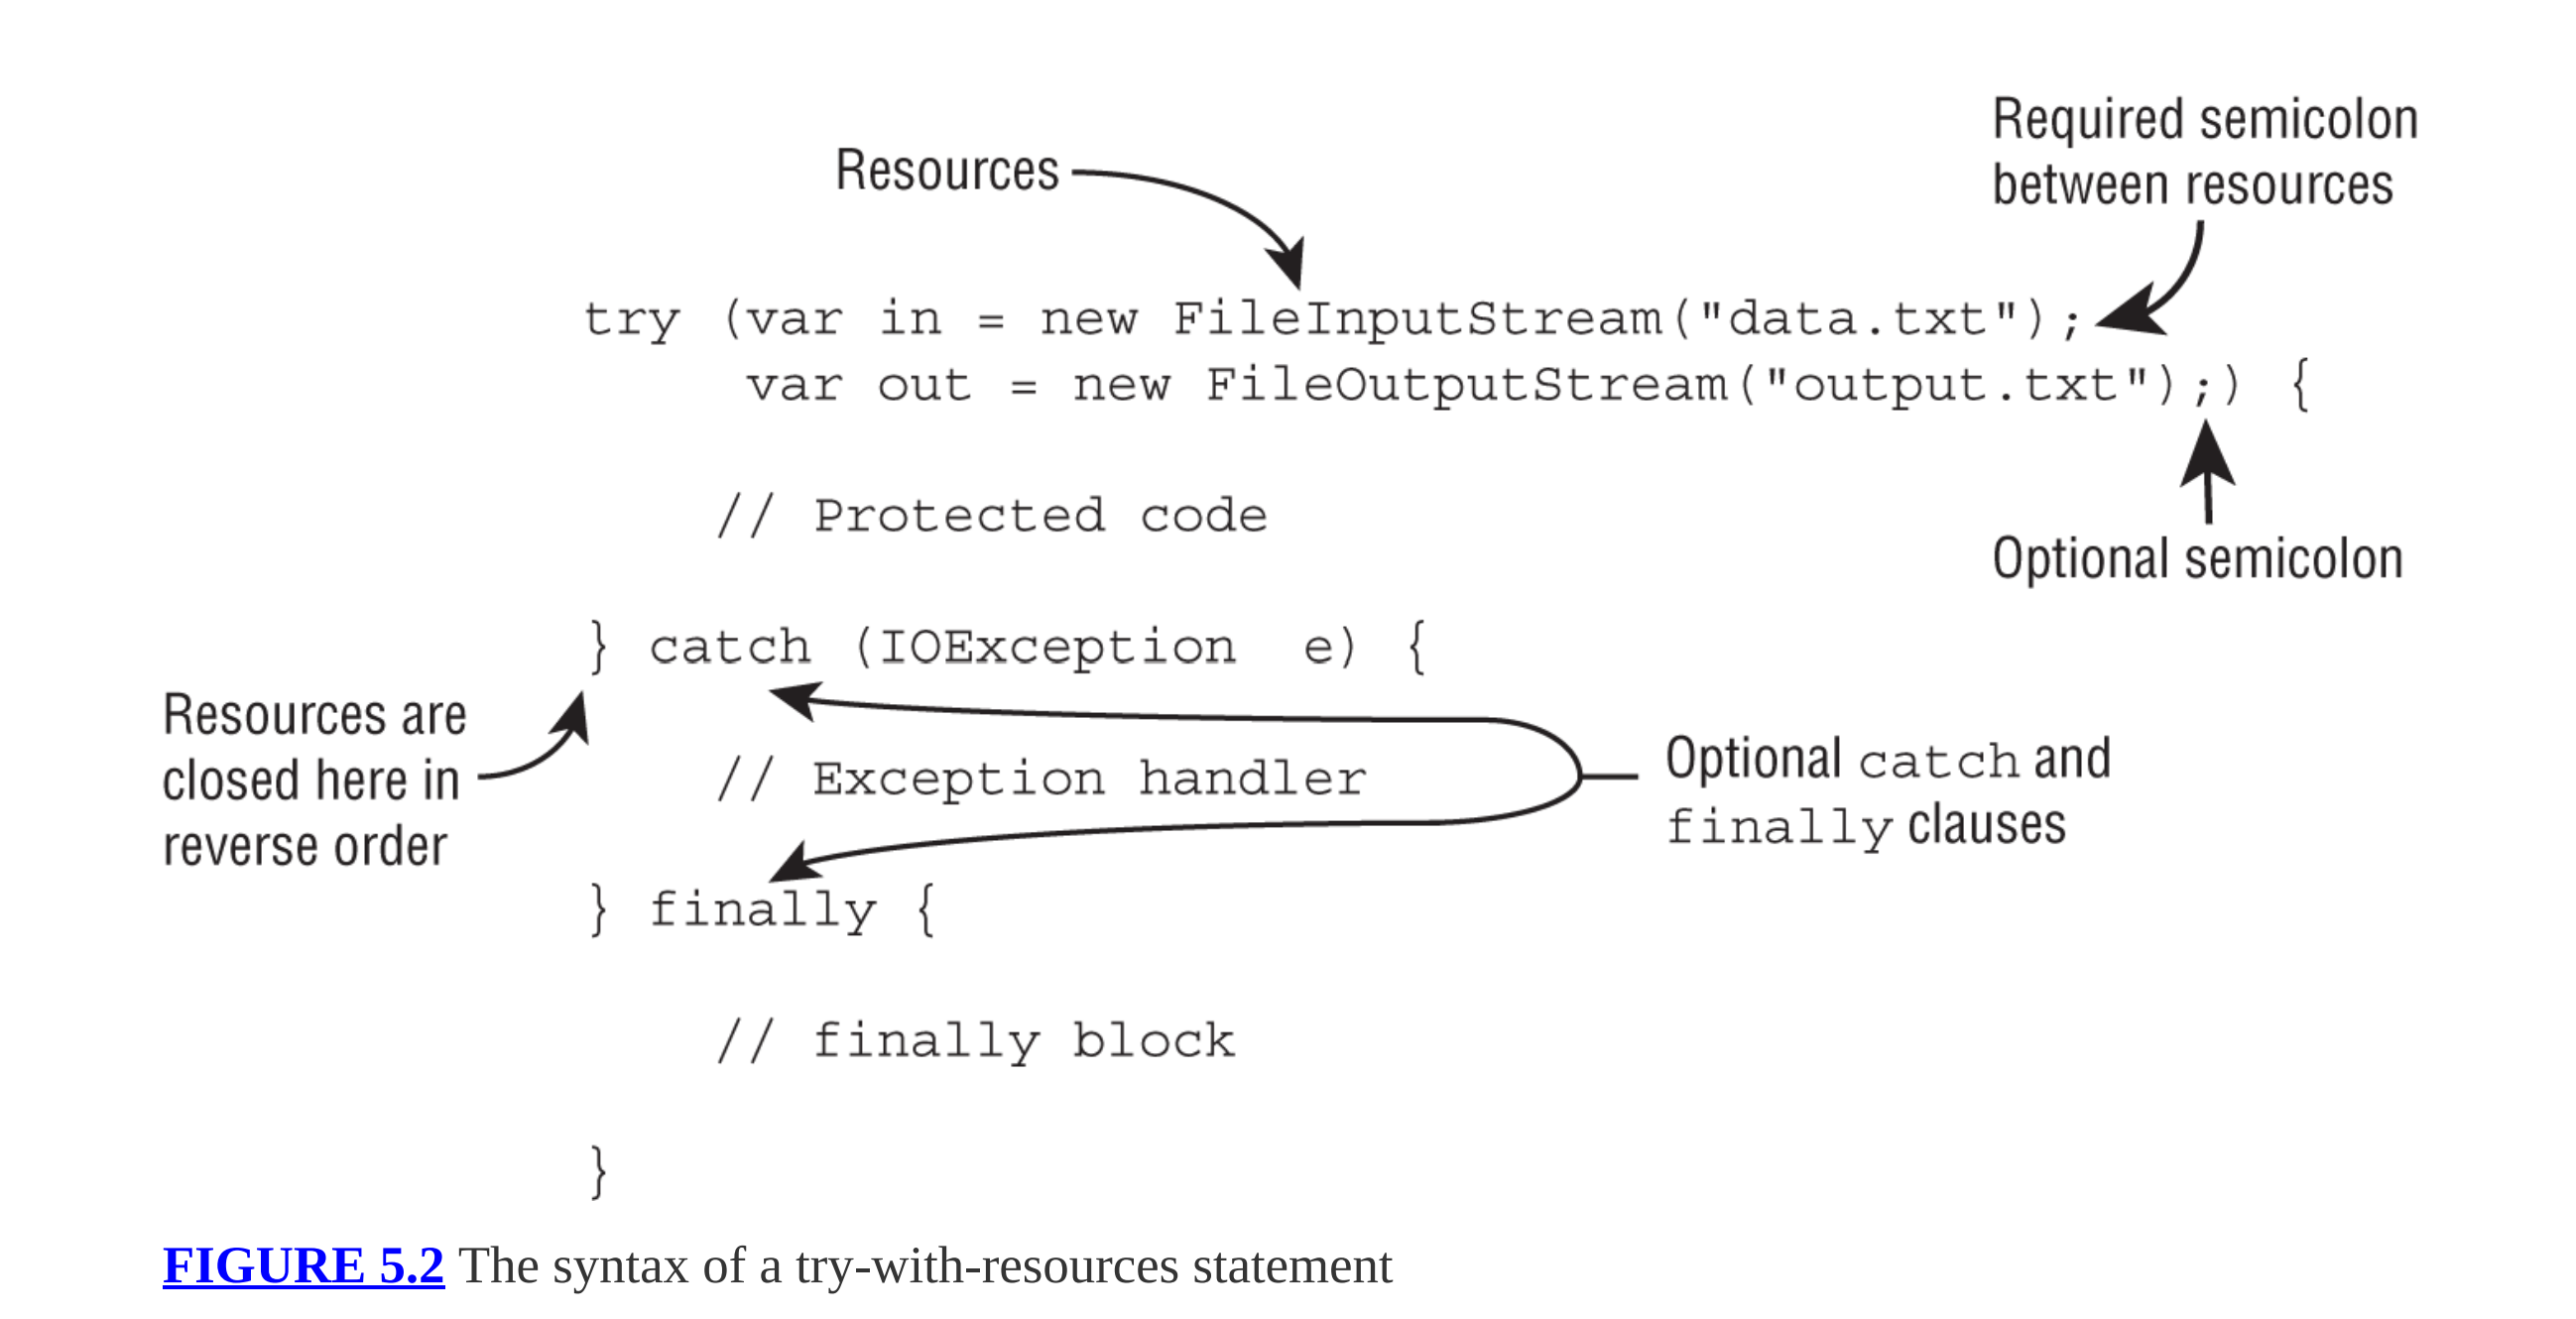 Required semicolon
between resources
Resources
try (var in = new FileInputStream("data.txt");
var out = new FileOutputStream("output.txt");) {
// Protected code
Optional semicolon
} catch (IOException  e) {
Resources are
closed here in
reverse order
// Exception handler
Optional catch and
finally clauses
} finally {
// finally block
}
FIGURE 5.2 The syntax of a try-with-resources statement